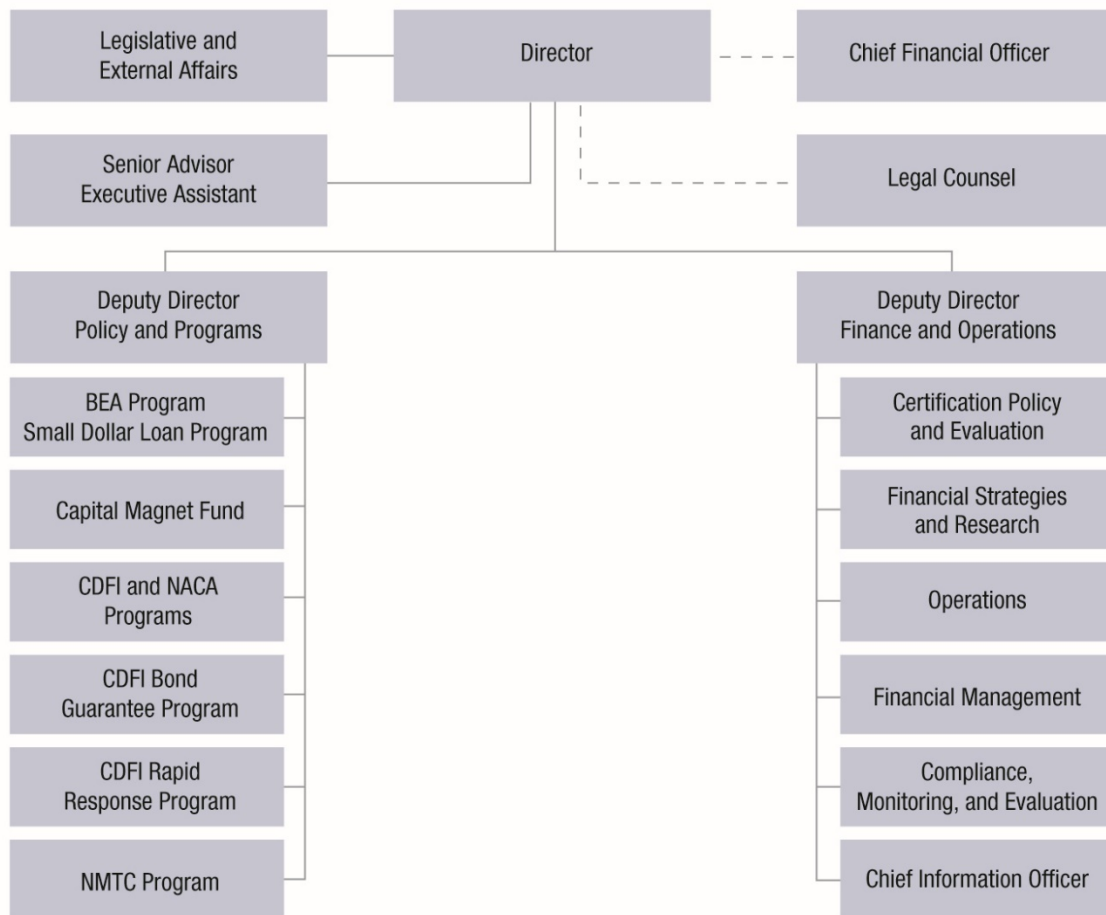 Legislative and
External Affairs
Director
Chief Financial Officer
Senior Advisor
Executive Assistant
Legal Counsel
Deputy Director
Policy and Programs
Deputy Director
Finance and Operations
BEA Program
Small Dollar Loan Program
Capital Magnet Fund
CDFI and NACA
Programs
CDFI Bond
Guarantee Program
CDFI Rapid
Response Program
NMTC Program
Certification Policy
and Evaluation
Financial Strategies
and Research
Operations
Financial Management
Compliance,
Monitoring, and Evaluation
Chief Information Officer